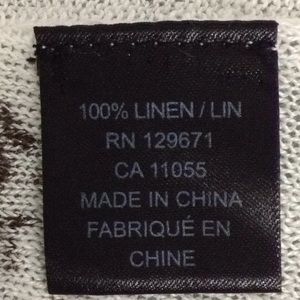 100% LINEN / LIN
RN 129671
CA 11055
MADE IN CHINA
FABRIQUÉ EN
CHINE